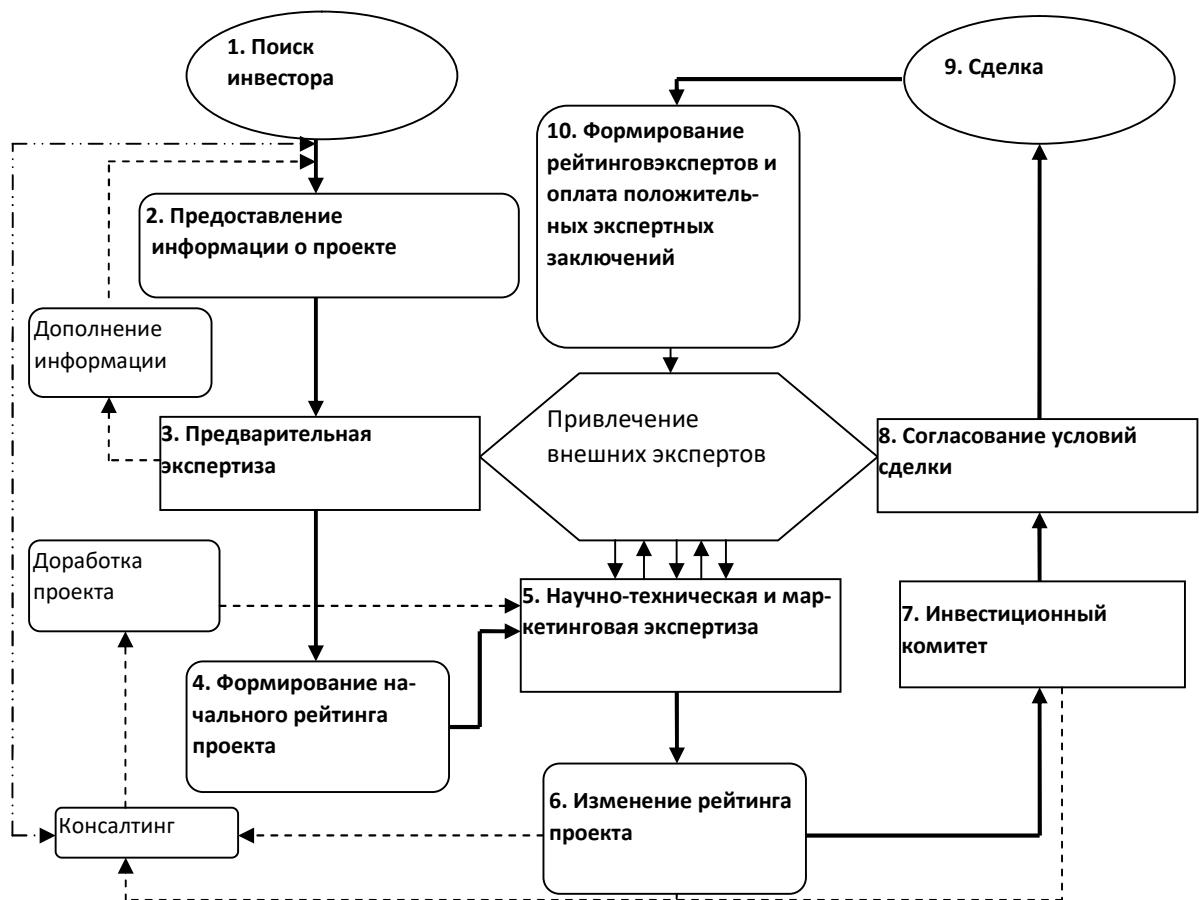 1. Поиск
инвестора
9. Сделка
10. Формирование
рейтинговэкспертов и
оплата положитель-
ных экспертных
заключений
2. Предоставление
информации о проекте
Дополнение
информации
3. Предварительная
экспертиза
Привлечение
внешних экспертов
8. Согласование условий
сделки
Доработка
проекта
5. Научно-техническая и мар-
кетинговая экспертиза
7. Инвестиционный
комитет
4. Формирование на-
чального рейтинга
проекта
6. Изменение рейтинга
проекта
Консалтинг